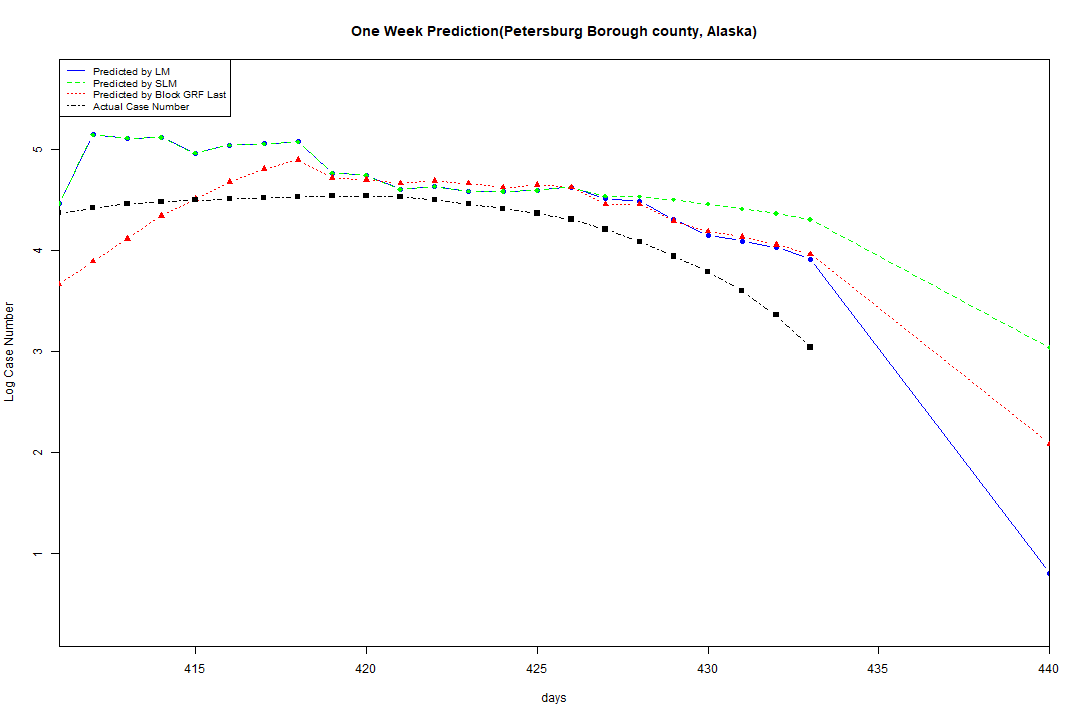 One Week Prediction(Petersburg Borough county, Alaska)
Predicted by LM
Predicted by SLM
Predicted by Block GRF Last
Actual Case Number
5
4
3
2
1
Log Case Number
415 420 425 430 435 440
days